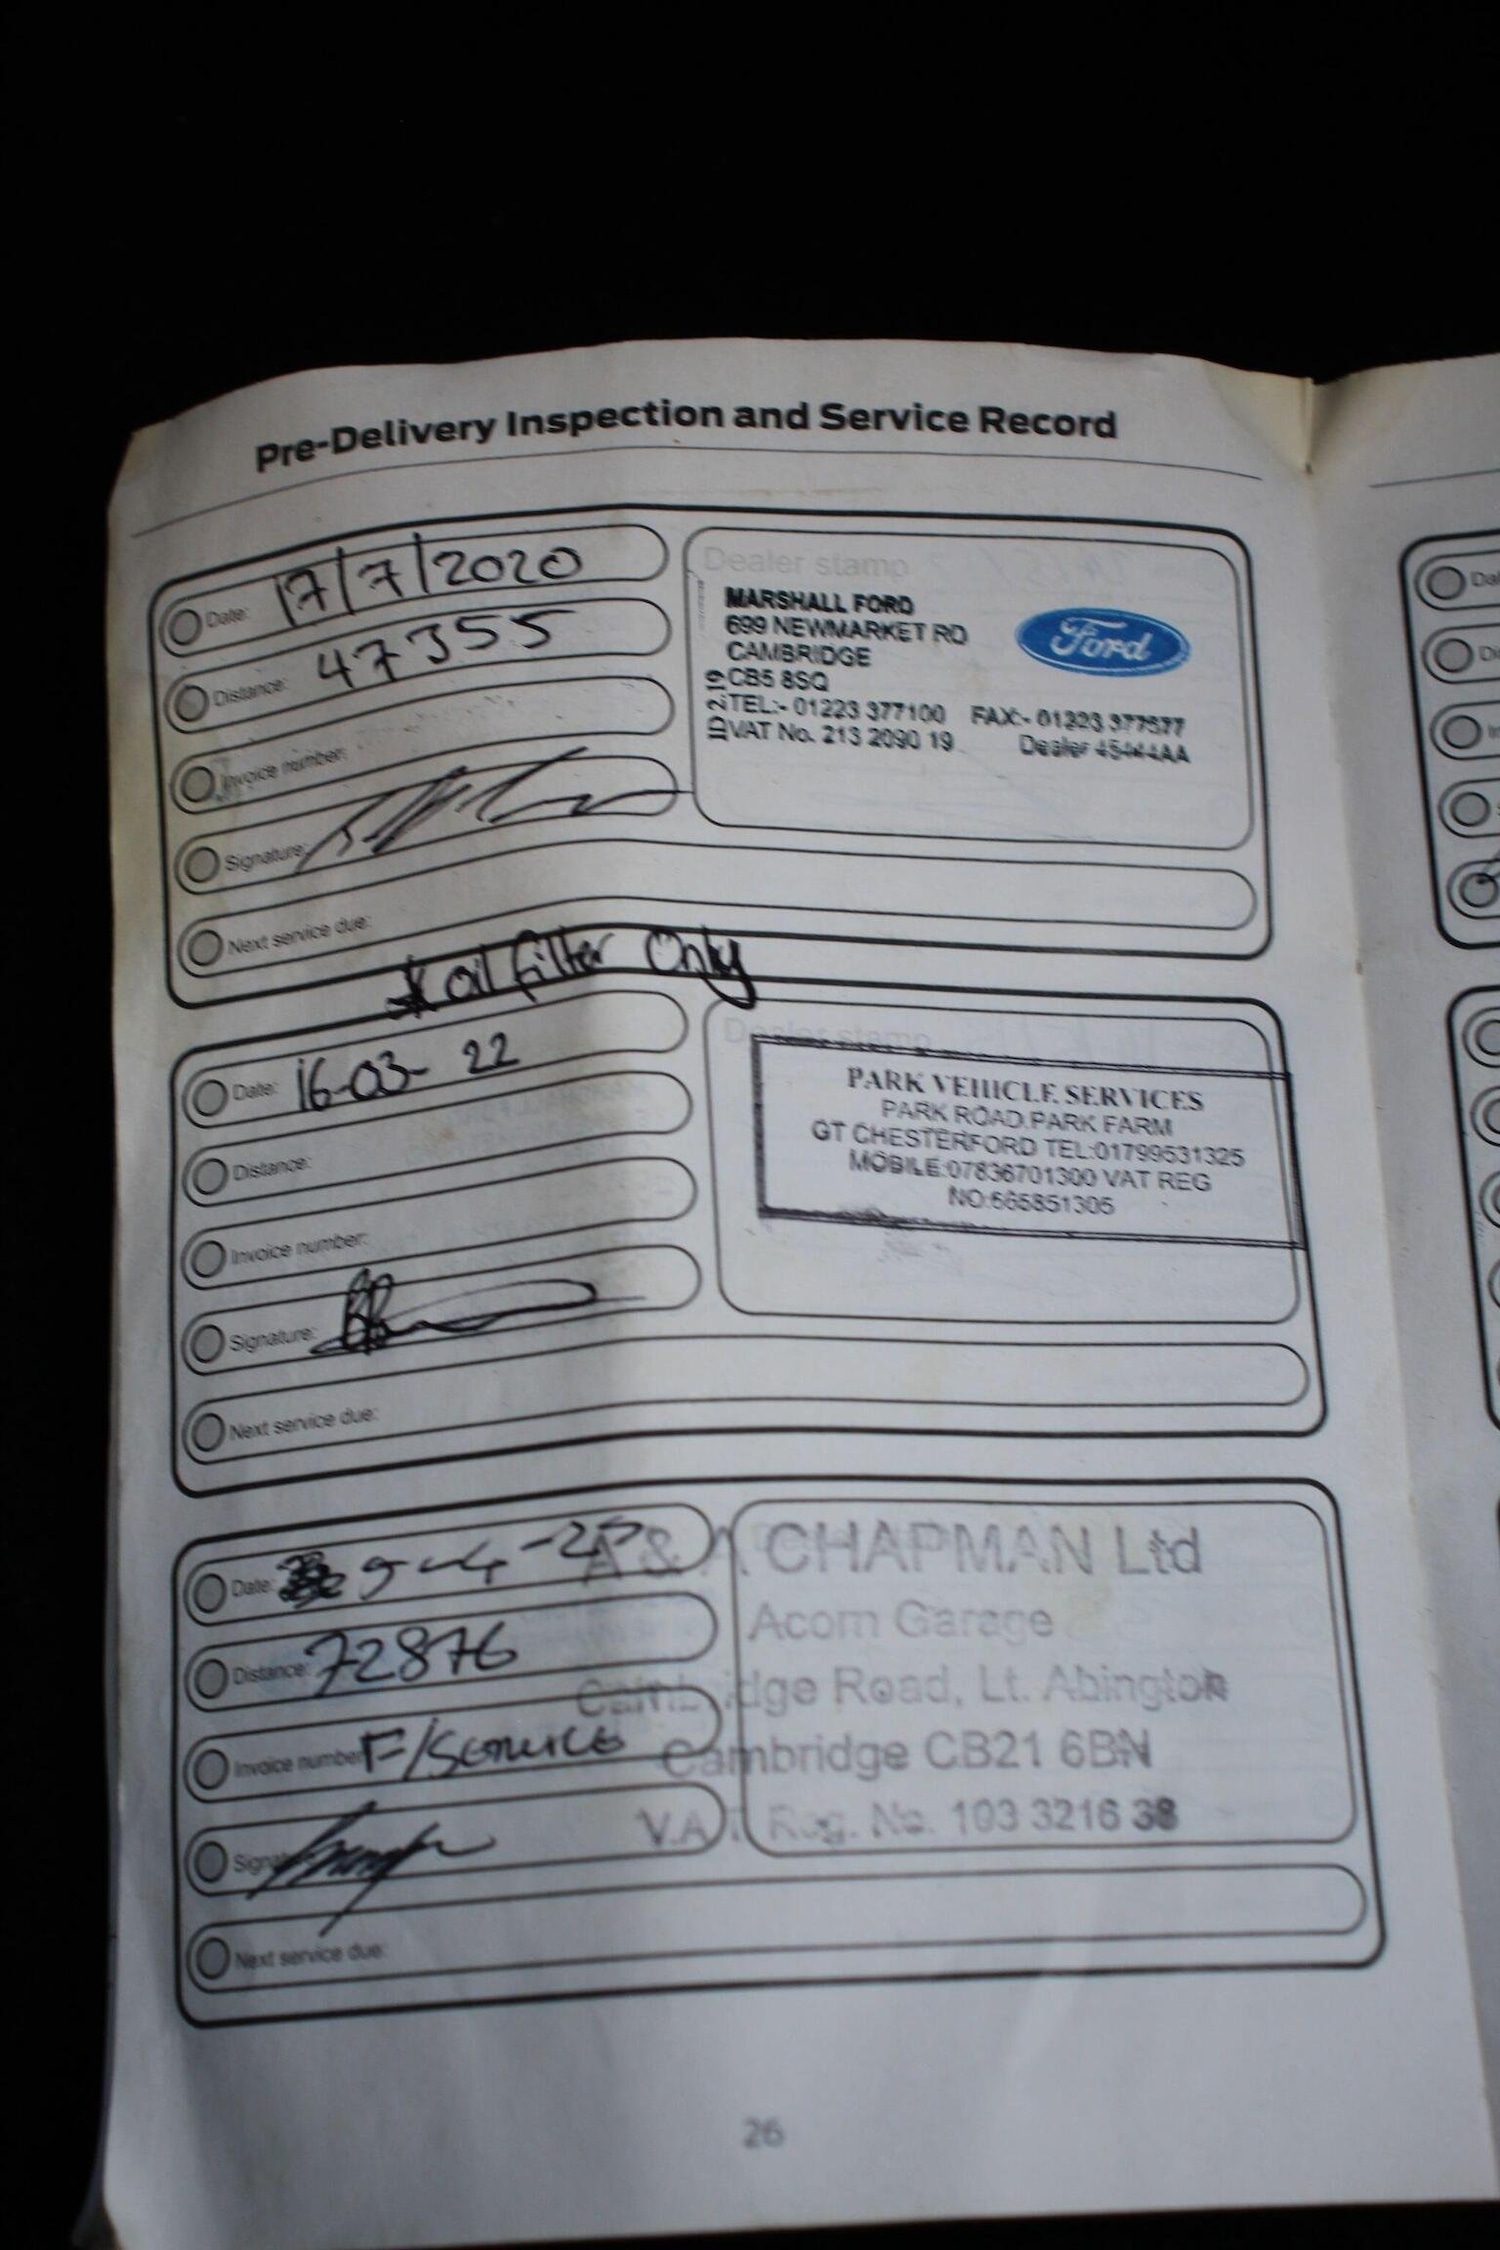 Pre-Delivery Inspection and Service Record
Date: 17/7/2020
Distance: 47355
Invoice number:
Signature:
Next service due:
Dealer stamp
MARSHALL FORD
699 NEWMARKET RD
CAMBRIDGE
CB5 8SQ
TEL:- 01223 377100 FAX:- 01223 377577
VAT No. 213 2090 19 Dealer 45444AA
Ford
* oil filter Only
Date: 16-03-22
Distance:
Invoice number:
Signature:
Next service due:
Dealer stamp
PARK VEHICLE SERVICES
PARK ROAD,PARK FARM
GT CHESTERFORD TEL:01799531325
MOBILE:07836701300 VAT REG
NO:665851305
Date:
Distance: 72876
Invoice number: F/SERVICE
Next service due:
A & A CHAPMAN Ltd
Acorn Garage
Cambridge Road, Lt. Abington
Cambridge CB21 6BN
V.A.T. Reg. No. 103 3216 38
26